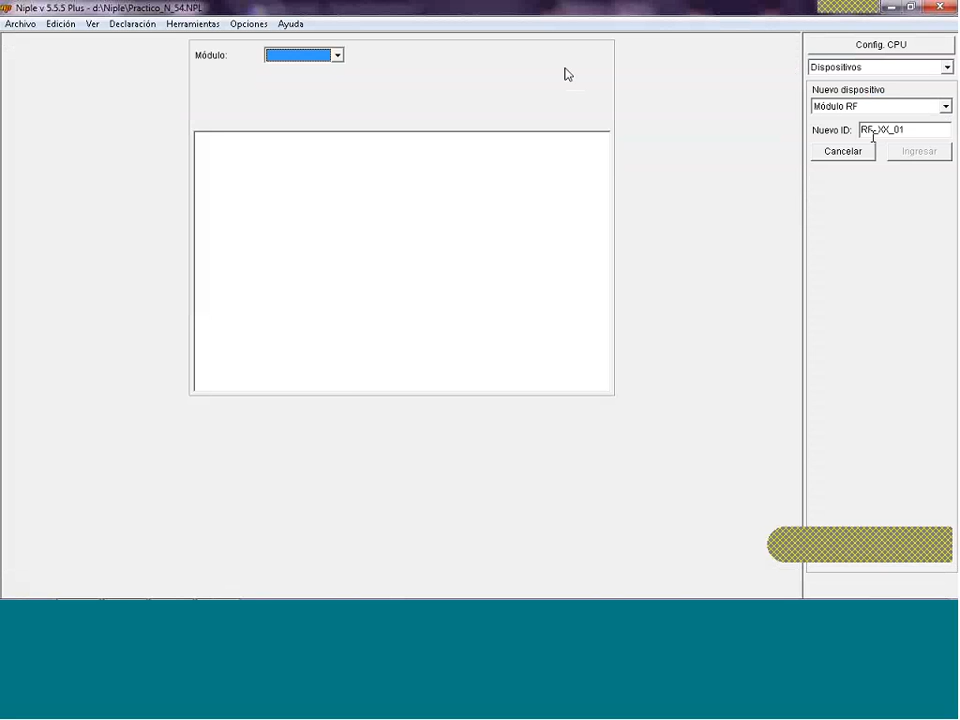 Niple v 5.5.5 Plus - d:\Niple\Practico_N_54.NPL
Archivo Edición Ver Declaración Herramientas Opciones Ayuda
Módulo:
Config. CPU
Dispositivos
Nuevo dispositivo
Módulo RF
Nuevo ID: RF_XX_01
Cancelar Ingresar